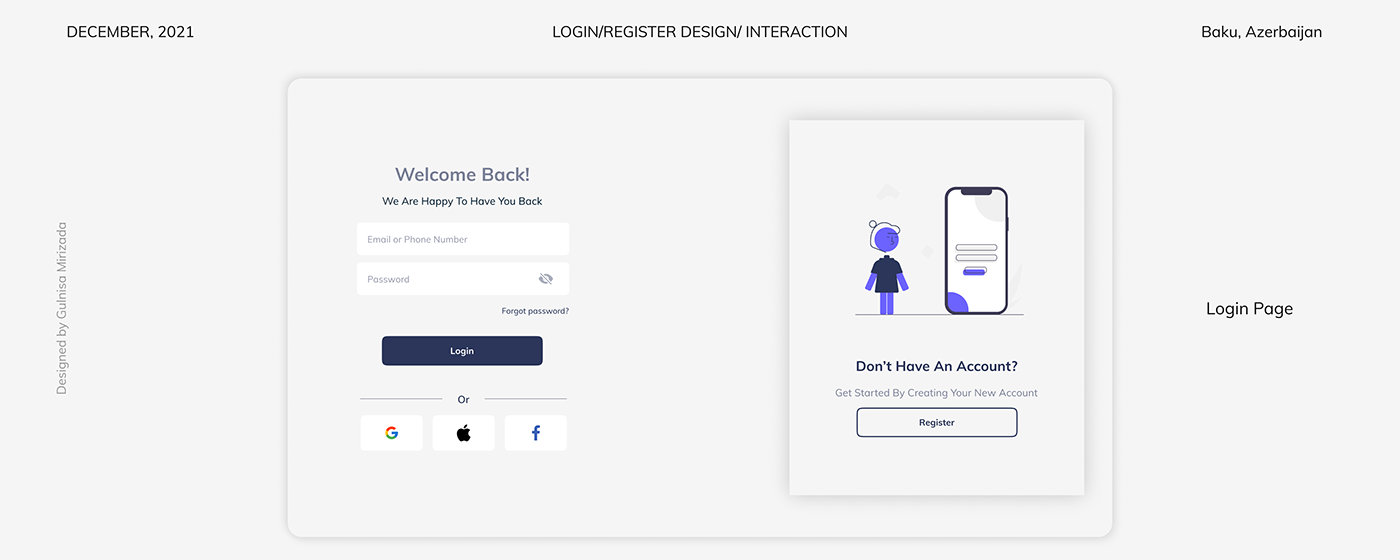 DECEMBER, 2021
LOGIN/REGISTER DESIGN/ INTERACTION
Baku, Azerbaijan
Designed by Gulnisa Mirizada
Welcome Back!
We Are Happy To Have You Back
Email or Phone Number
Password
Forgot password?
Login
Or
Don't Have An Account?
Get Started By Creating Your New Account
Register
Login Page